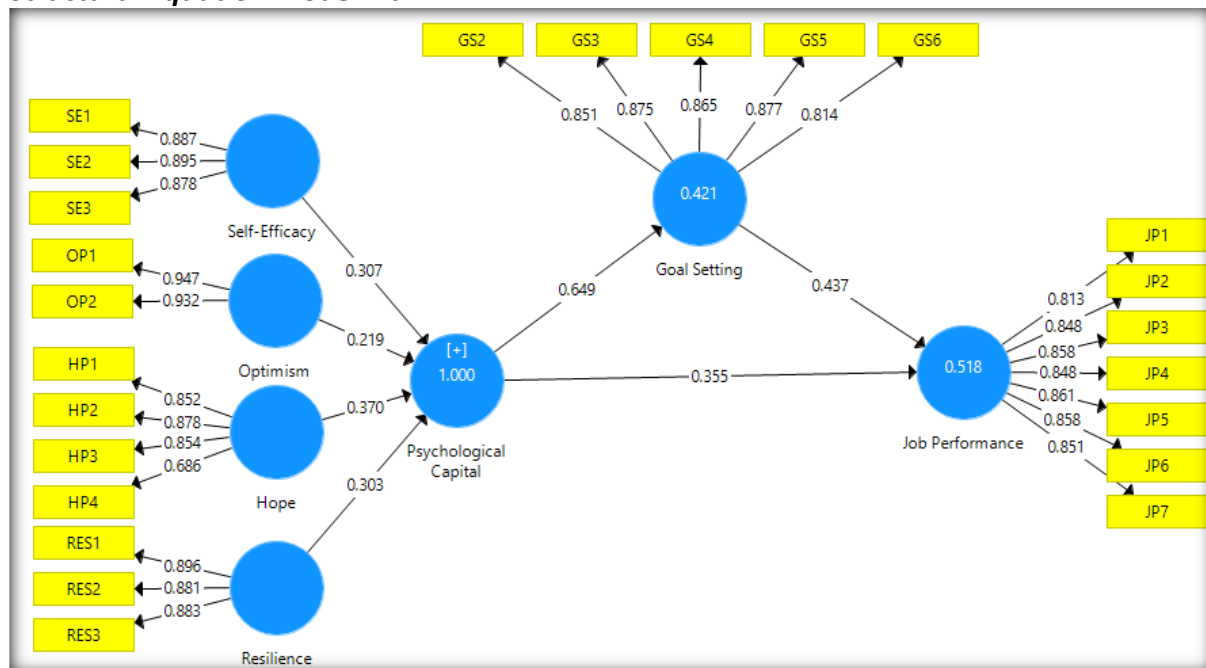 GS2 GS3 GS4 GS5 GS6
0.851 0.875 0.865 0.877 0.814
SE1
SE2
SE3
0.887
0.895
0.878
Self-Efficacy
OP1
OP2
0.947
0.932
Optimism
HP1
HP2
HP3
HP4
0.852
0.878
0.854
0.686
Hope
RES1
RES2
RES3
0.896
0.881
0.883
Resilience
0.307
0.219
0.370
0.303
[+]
1.000
Psychological
Capital
0.649
0.421
Goal Setting
0.437
0.355
0.518
Job Performance
0.813
0.848
0.858
0.848
0.861
0.858
0.851
JP1
JP2
JP3
JP4
JP5
JP6
JP7